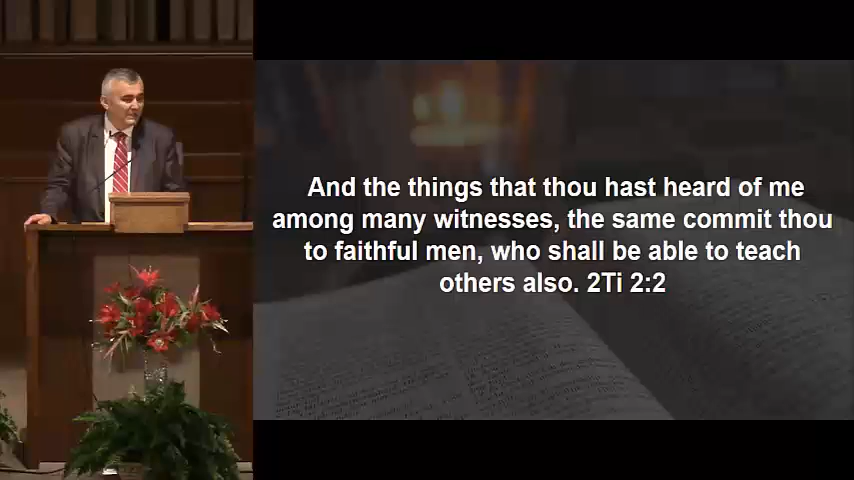 And the things that thou hast heard of me
among many witnesses, the same commit thou
to faithful men, who shall be able to teach
others also. 2Ti 2:2